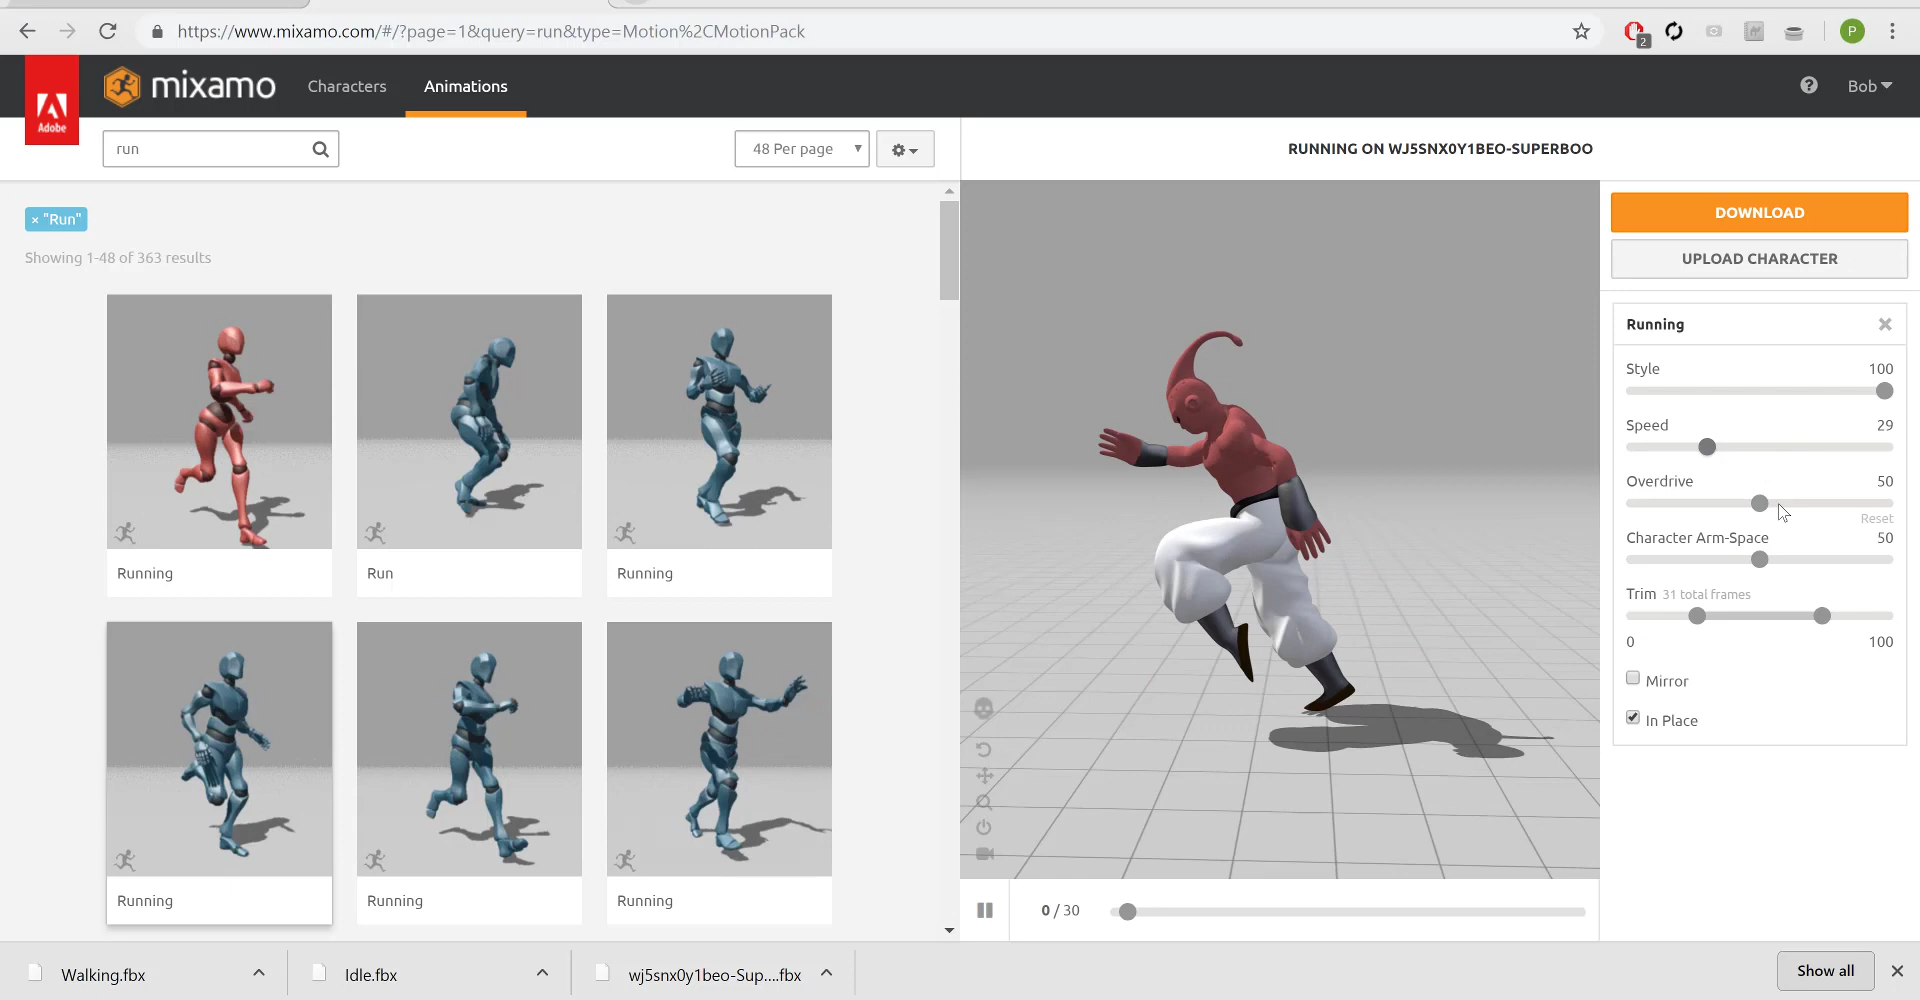 https://www.mixamo.com/#/?page=1&query=run&type=Motion%2CMotionPack
2
P
Adobe
mixamo
Characters
Animations
?
Bob
run
48 Per page
RUNNING ON WJ5SNX0Y1BEO-SUPERBOO
× "Run"
Showing 1-48 of 363 results
Running
Run
Running
Running
Running
Running
0 / 30
DOWNLOAD
UPLOAD CHARACTER
Running
Style 100
Speed 29
Overdrive 50
Reset
Character Arm-Space 50
Trim 31 total frames
0 100
Mirror
In Place
Walking.fbx
Idle.fbx
wj5snx0y1beo-Sup....fbx
Show all